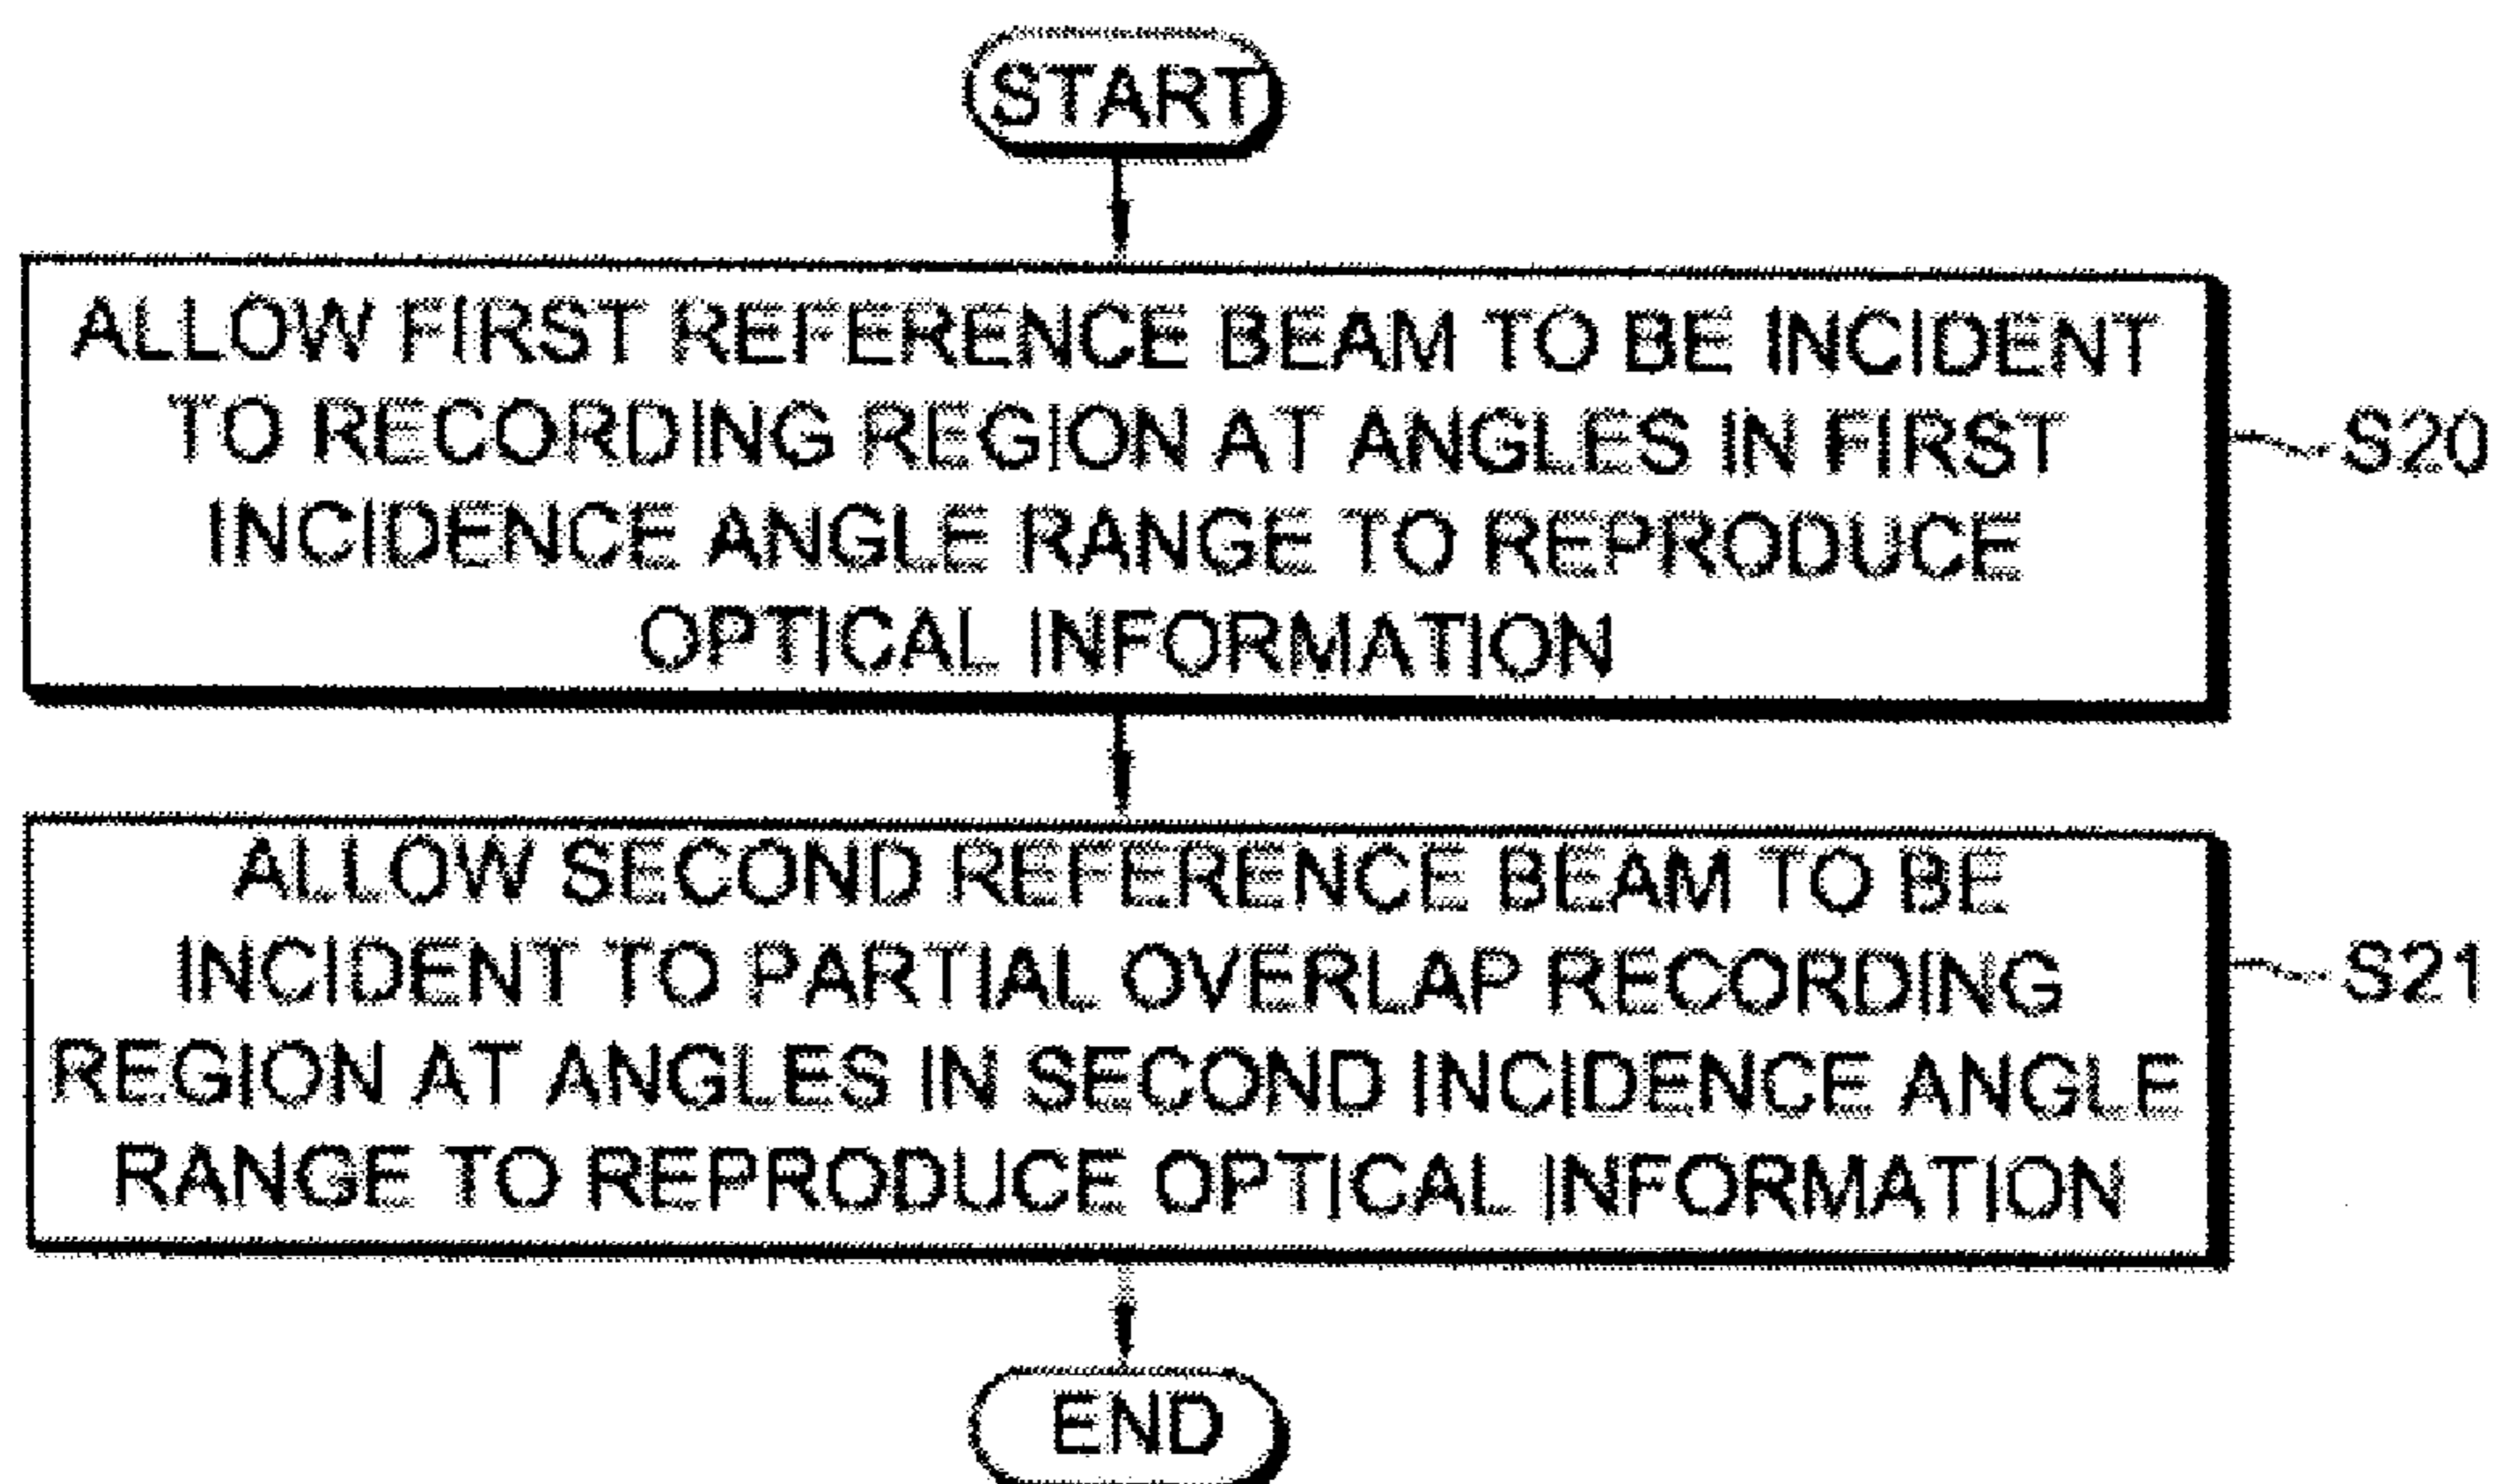 START
ALLOW FIRST REFERENCE BEAM TO BE INCIDENT
TO RECORDING REGION AT ANGLES IN FIRST
INCIDENCE ANGLE RANGE TO REPRODUCE
OPTICAL INFORMATION
S20
ALLOW SECOND REFERENCE BEAM TO BE
INCIDENT TO PARTIAL OVERLAP RECORDING
REGION AT ANGLES IN SECOND INCIDENCE ANGLE
RANGE TO REPRODUCE OPTICAL INFORMATION
S21
END